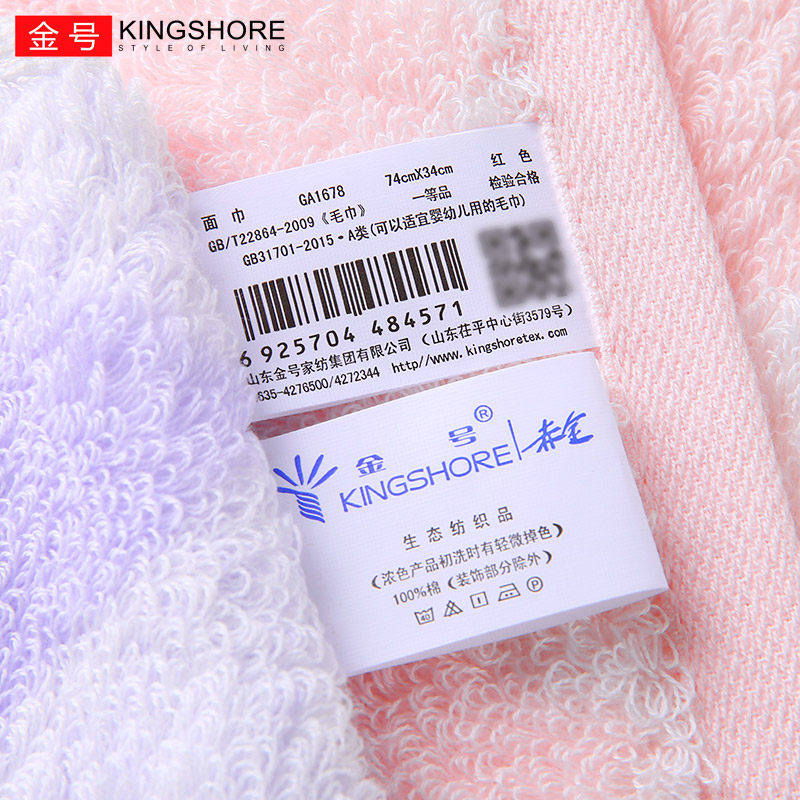 金号 KINGSHORE
STYLE OF LIVING
面巾 GA1678 74cmX34cm 红色
GB/T22864-2009《毛巾》 一等品 检验合格
GB31701-2015·A类(可以适宜婴幼儿用的毛巾)
6 925704 484571
山东金号家纺集团有限公司 (山东茌平中心街3579号)
635-4276500/4272344 http//www.kingshoretex.com
金号® 赤金
KINGSHORE
生态纺织品
(浓色产品初洗时有轻微掉色)
100%棉 (装饰部分除外)
40 P